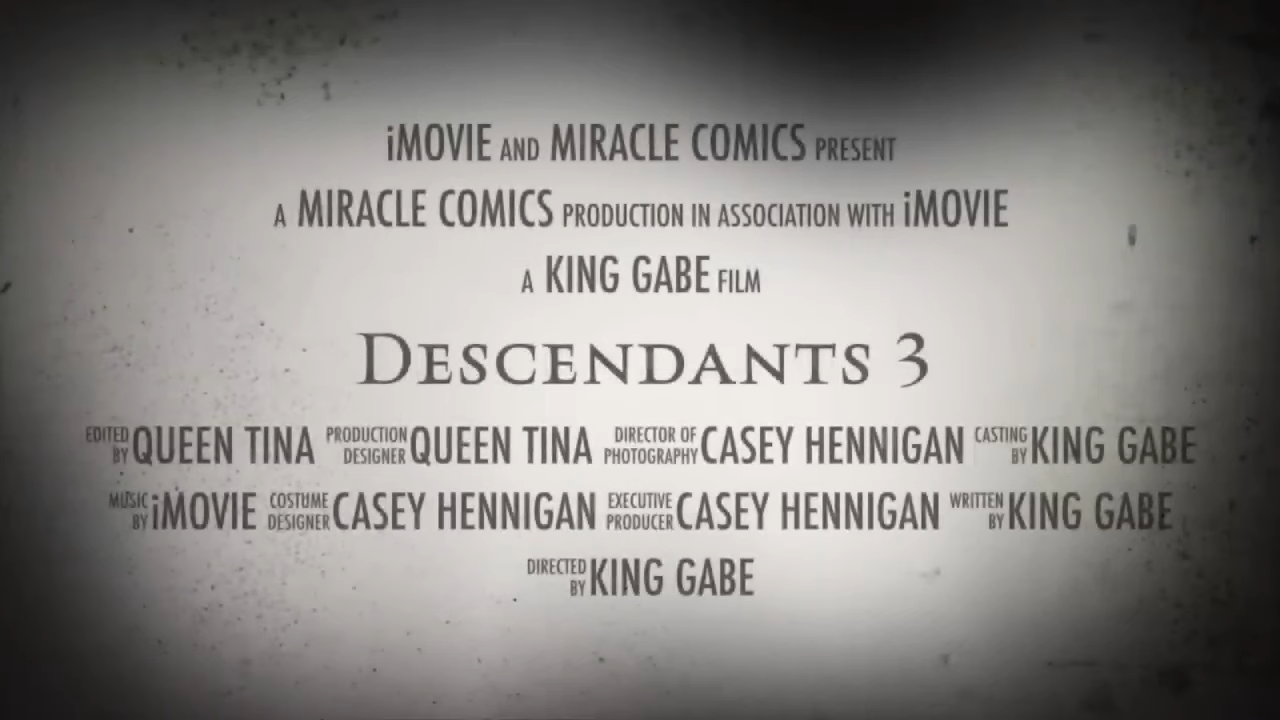 iMOVIE AND MIRACLE COMICS PRESENT
A MIRACLE COMICS PRODUCTION IN ASSOCIATION WITH iMOVIE
A KING GABE FILM
DESCENDANTS 3
EDITED BY QUEEN TINA PRODUCTION DESIGNER QUEEN TINA DIRECTOR OF PHOTOGRAPHY CASEY HENNIGAN CASTING BY KING GABE
MUSIC BY iMOVIE COSTUME DESIGNER CASEY HENNIGAN EXECUTIVE PRODUCER CASEY HENNIGAN WRITTEN BY KING GABE
DIRECTED BY KING GABE